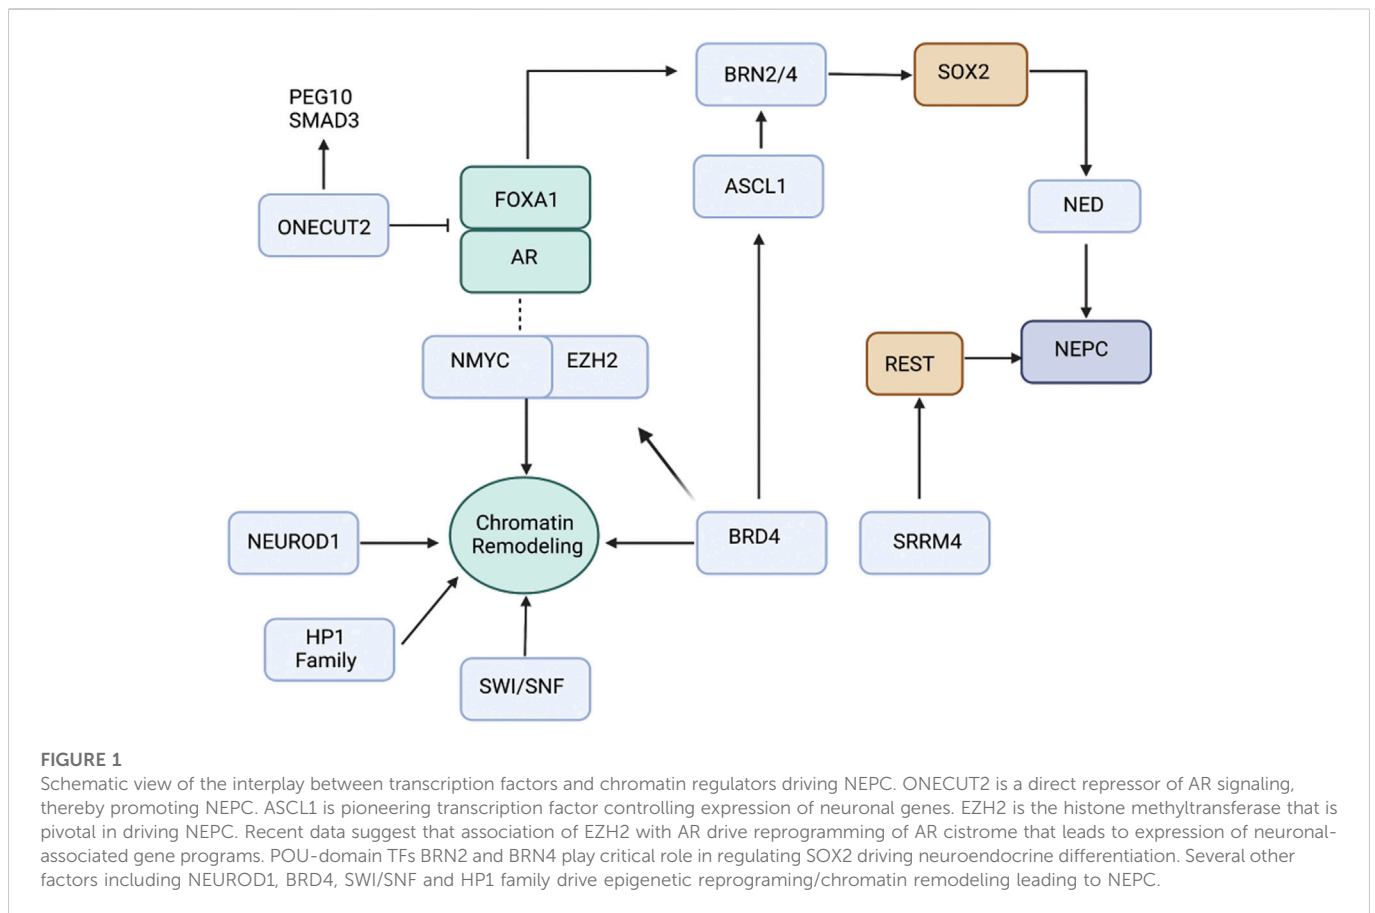 BRN2/4
SOX2
PEG10
SMAD3
ASCL1
FOXA1
NED
ONECUT2
AR
NMYC
EZH2
REST
NEPC
Chromatin
Remodeling
NEUROD1
BRD4
SRRM4
HP1
Family
SWI/SNF
FIGURE 1
Schematic view of the interplay between transcription factors and chromatin regulators driving NEPC. ONECUT2 is a direct repressor of AR signaling,
thereby promoting NEPC. ASCL1 is pioneering transcription factor controlling expression of neuronal genes. EZH2 is the histone methyltransferase that is
pivotal in driving NEPC. Recent data suggest that association of EZH2 with AR drive reprogramming of AR cistrome that leads to expression of neuronal-
associated gene programs. POU-domain TFs BRN2 and BRN4 play critical role in regulating SOX2 driving neuroendocrine differentiation. Several other
factors including NEUROD1, BRD4, SWI/SNF and HP1 family drive epigenetic reprograming/chromatin remodeling leading to NEPC.